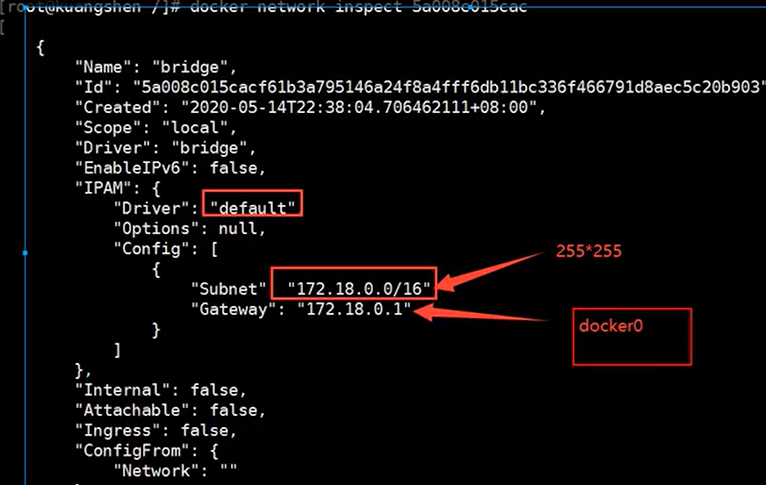 [root@kuangshen /]# docker network inspect 5a008c015cac
[
{
"Name": "bridge",
"Id": "5a008c015cacf61b3a795146a24f8a4fff6db11bc336f466791d8aec5c20b903"
"Created": "2020-05-14T22:38:04.706462111+08:00",
"Scope": "local",
"Driver": "bridge",
"EnableIPv6": false,
"IPAM": {
"Driver": "default"
"Options": null,
"Config": [
{
"Subnet" "172.18.0.0/16"
255*255
"Gateway": "172.18.0.1"
docker0
}
]
},
"Internal": false,
"Attachable": false,
"Ingress": false,
"ConfigFrom": {
"Network": ""